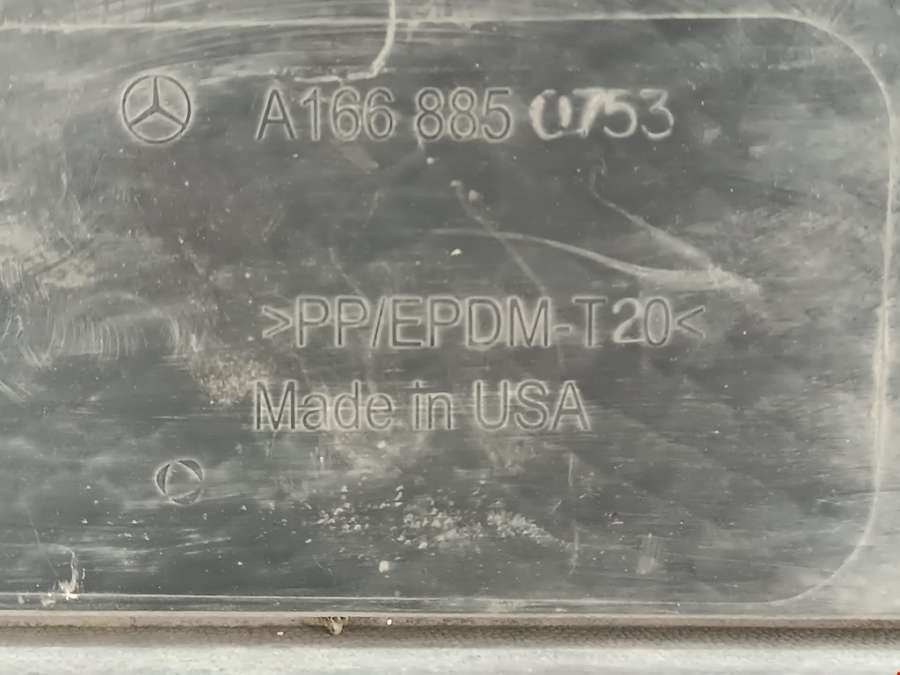 A166 885 0753
>PP/EPDM-T20<
Made in USA